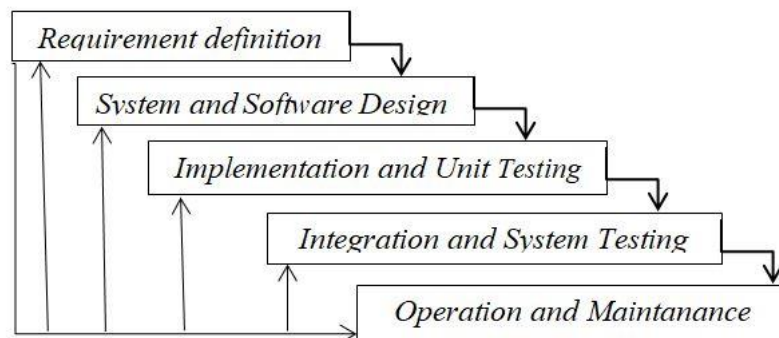 Requirement definition
System and Software Design
Implementation and Unit Testing
Integration and System Testing
Operation and Maintanance